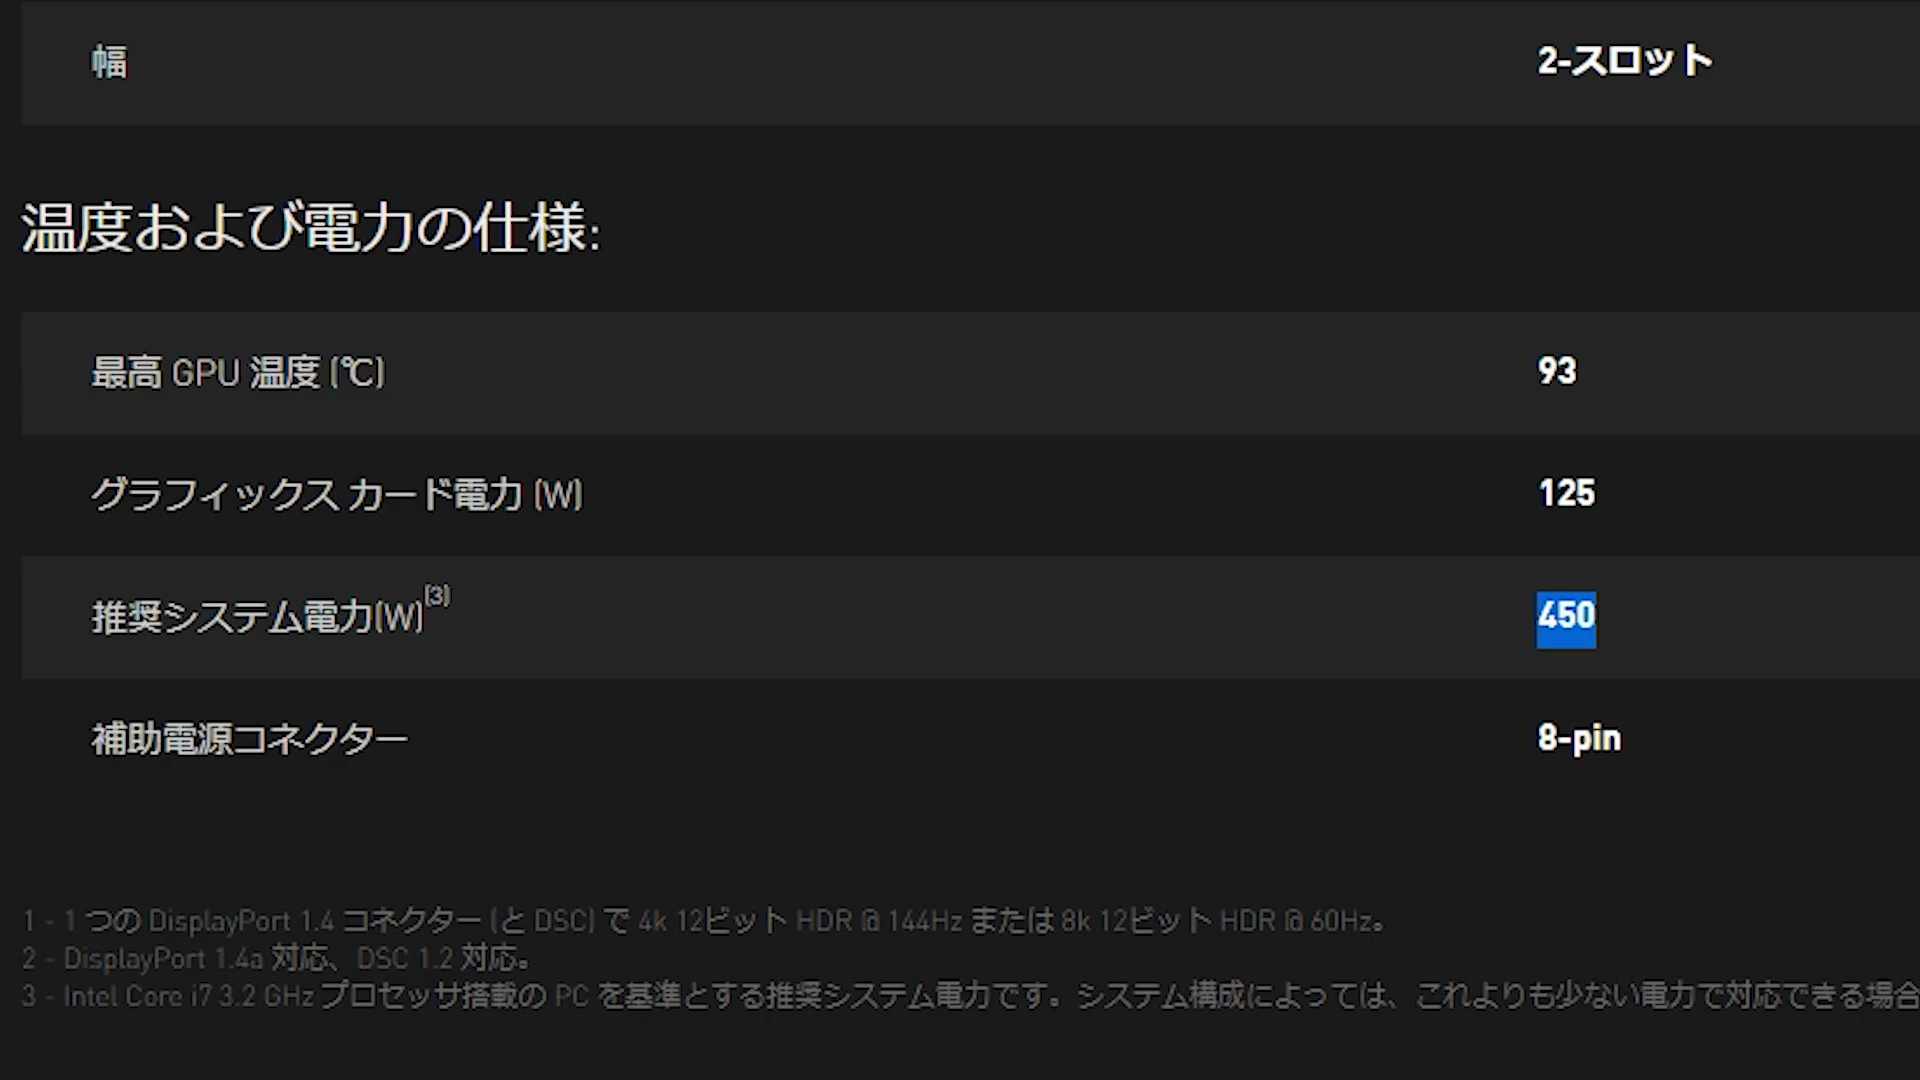 幅
2-スロット
温度および電力の仕様:
最高 GPU 温度 (℃)
93
グラフィックス カード電力 (W)
125
推奨システム電力(W)[3]
450
補助電源コネクター
8-pin
1 - 1 つの DisplayPort 1.4 コネクター (と DSC) で 4k 12ビット HDR @ 144Hz または 8k 12ビット HDR @ 60Hz。
2 - DisplayPort 1.4a 対応、DSC 1.2 対応。
3 - Intel Core i7 3.2 GHz プロセッサ搭載の PC を基準とする推奨システム電力です。システム構成によっては、これよりも少ない電力で対応できる場合